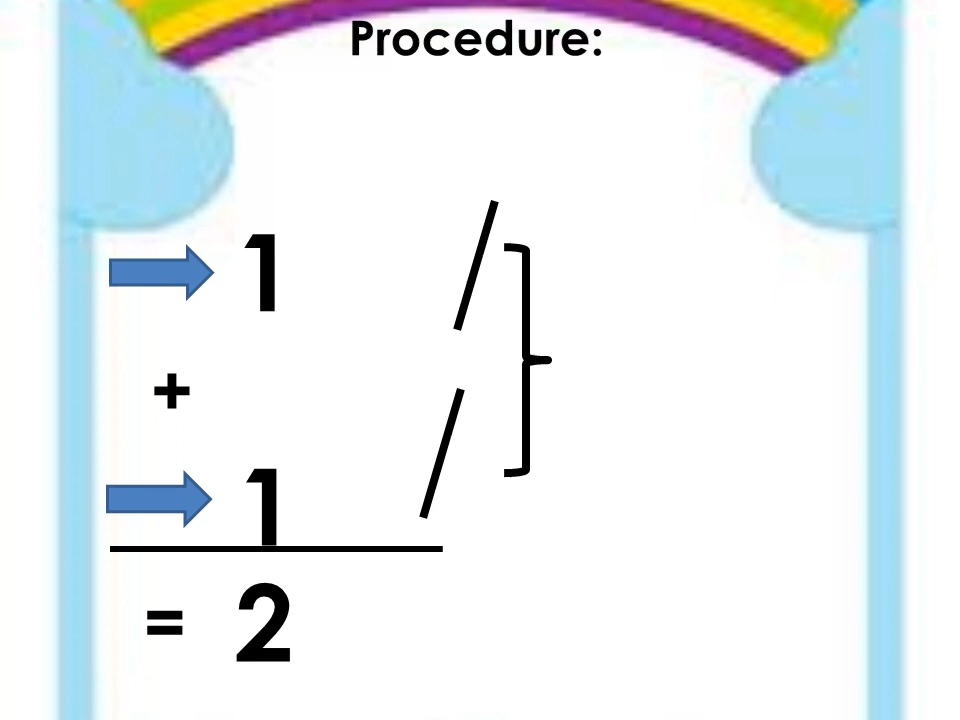 Procedure:
1
+
1
= 2